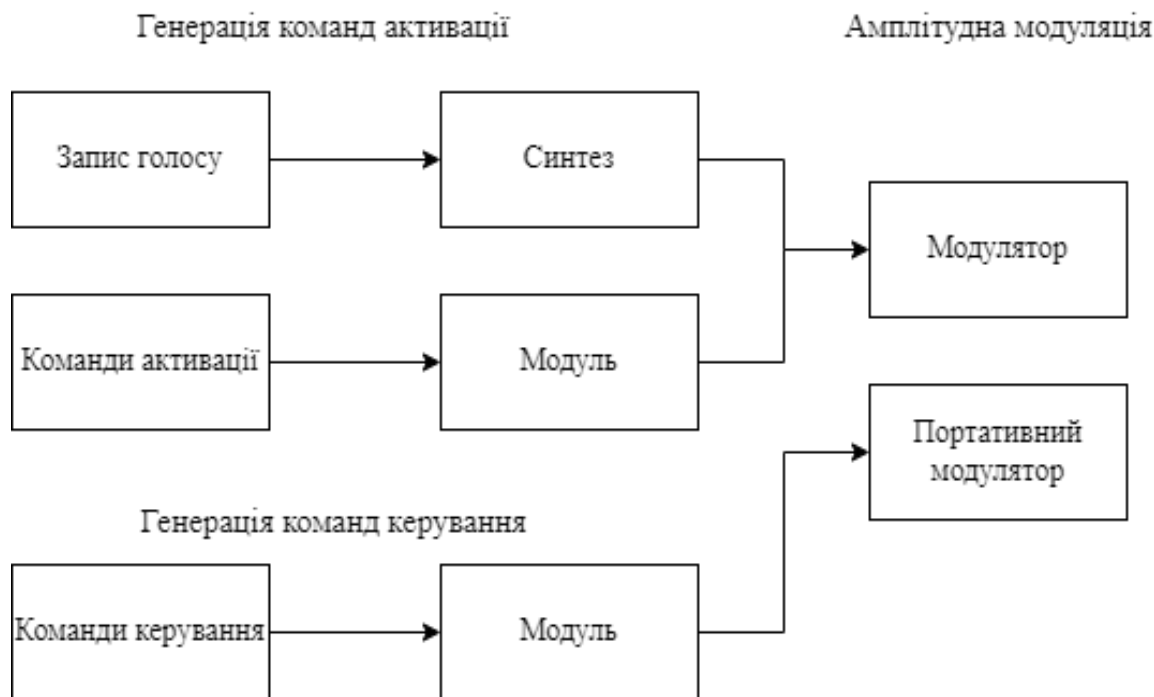 Генерація команд активації
Амплітудна модуляція
Запис голосу
Синтез
Модулятор
Команди активації
Модуль
Портативний
модулятор
Генерація команд керування
Команди керування
Модуль